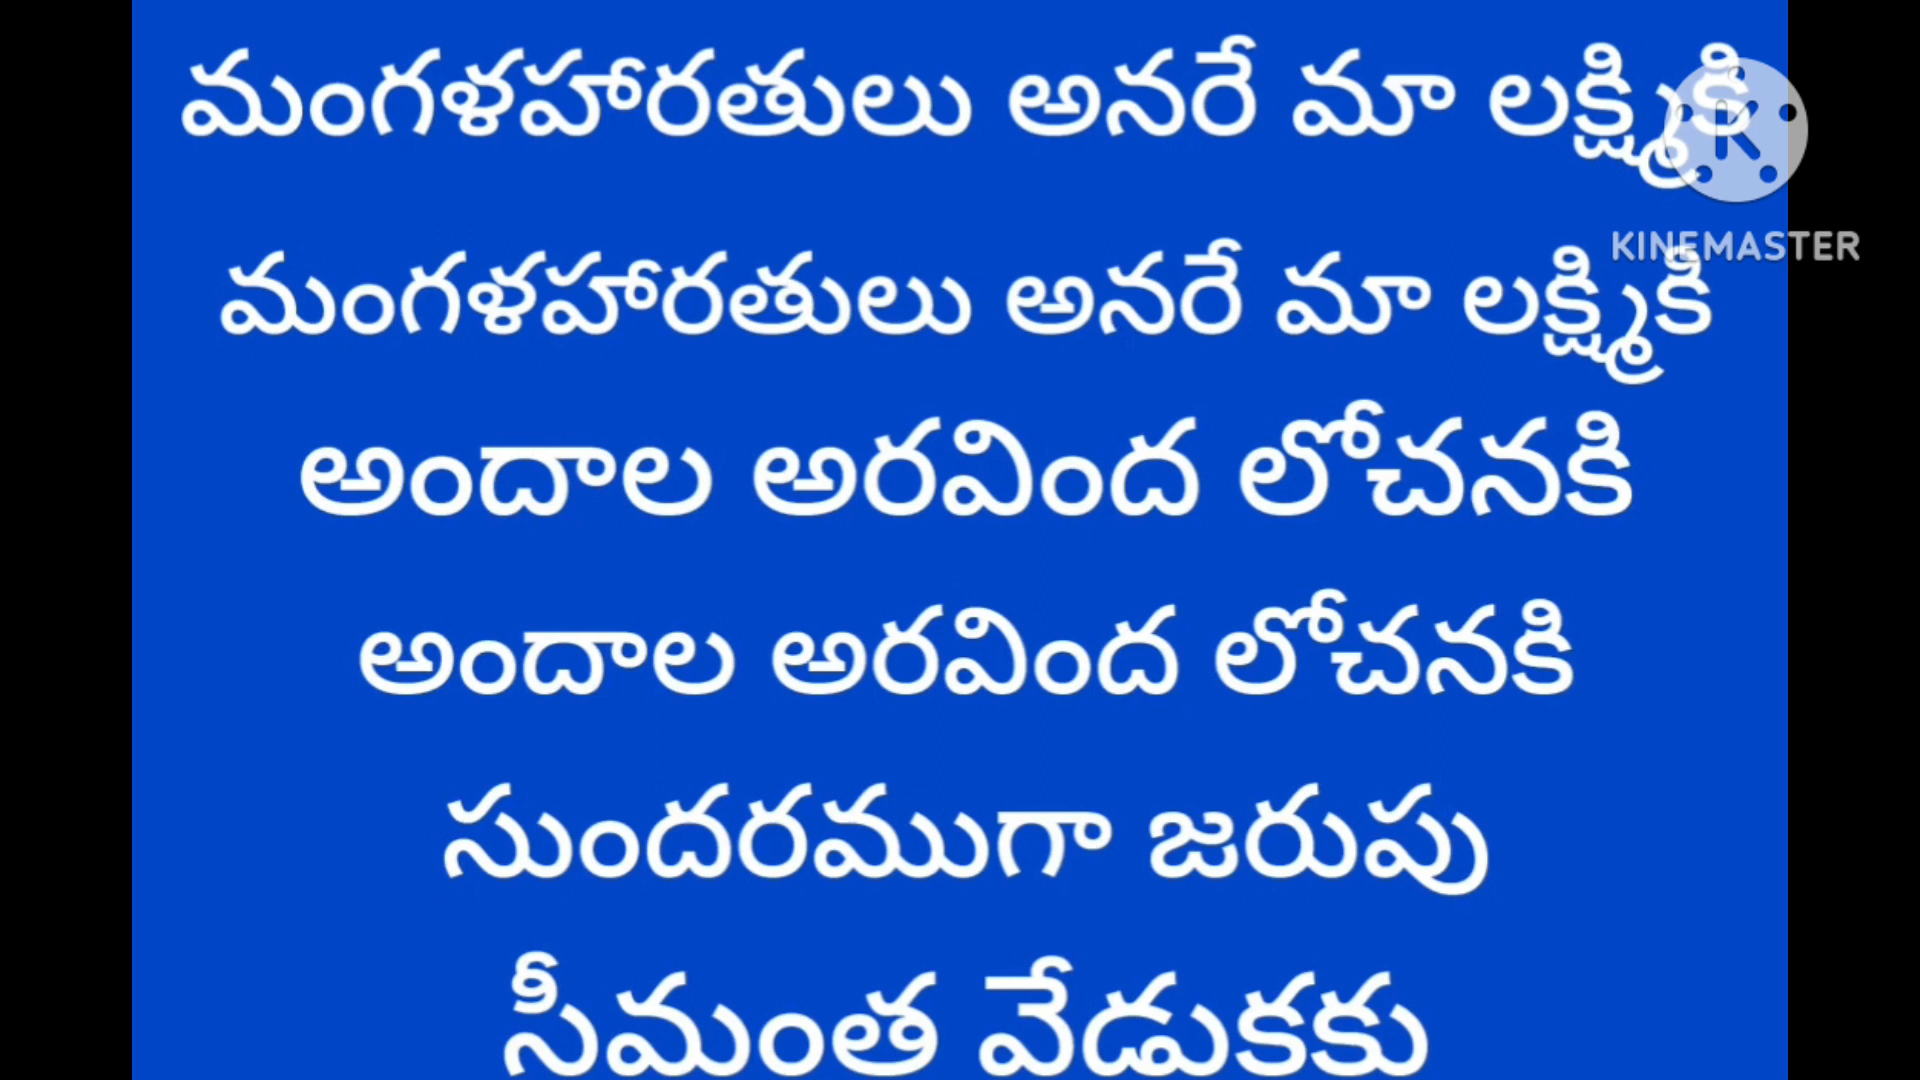 మంగళహారతులు అనరే మా లక్ష్మికి
KINEMASTER
మంగళహారతులు అనరే మా లక్ష్మికి
అందాల అరవింద లోచనకి
అందాల అరవింద లోచనకి
సుందరముగా జరుపు
సీమంత వేడుకకు